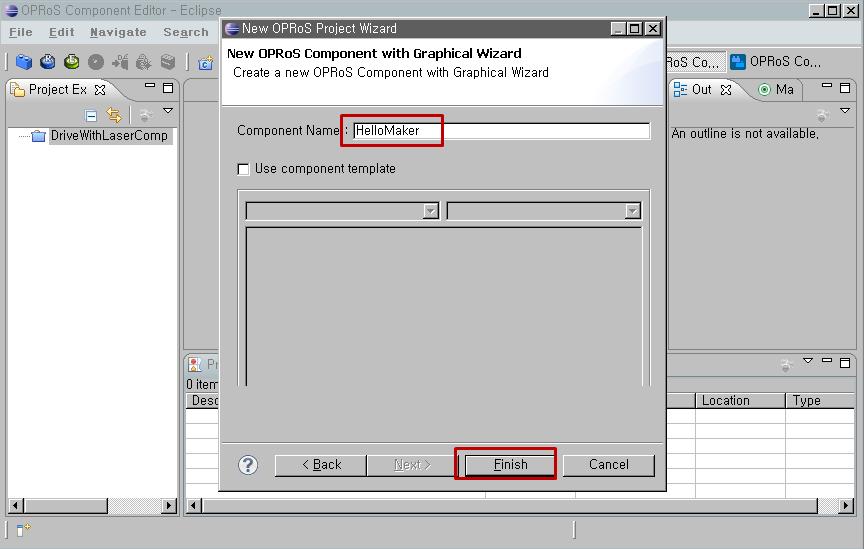 OPRoS Component Editor - Eclipse
File Edit Navigate Search
RoS Co... OPRoS Co...
Project Ex
DriveWithLaserComp
New OPRoS Project Wizard
New OPRoS Component with Graphical Wizard
Create a new OPRoS Component with Graphical Wizard
Component Name : HelloMaker
Use component template
< Back Next > Finish Cancel
Out Ma
An outline is not available.
Pr
0 item
Desc Location Type